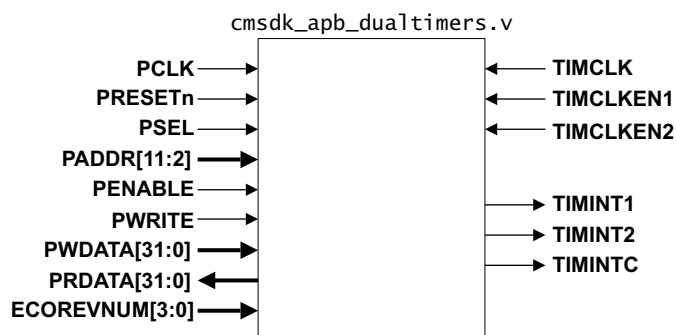 cmsdk_apb_dualtimers.v
PCLK
PRESETn
PSEL
PADDR[11:2]
PENABLE
PWRITE
PWDATA[31:0]
PRDATA[31:0]
ECOREVNUM[3:0]
TIMCLK
TIMCLKEN1
TIMCLKEN2
TIMINT1
TIMINT2
TIMINTC